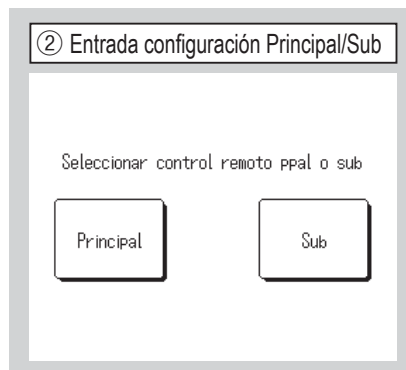 ② Entrada configuración Principal/Sub
Seleccionar control remoto ppal o sub
Principal Sub